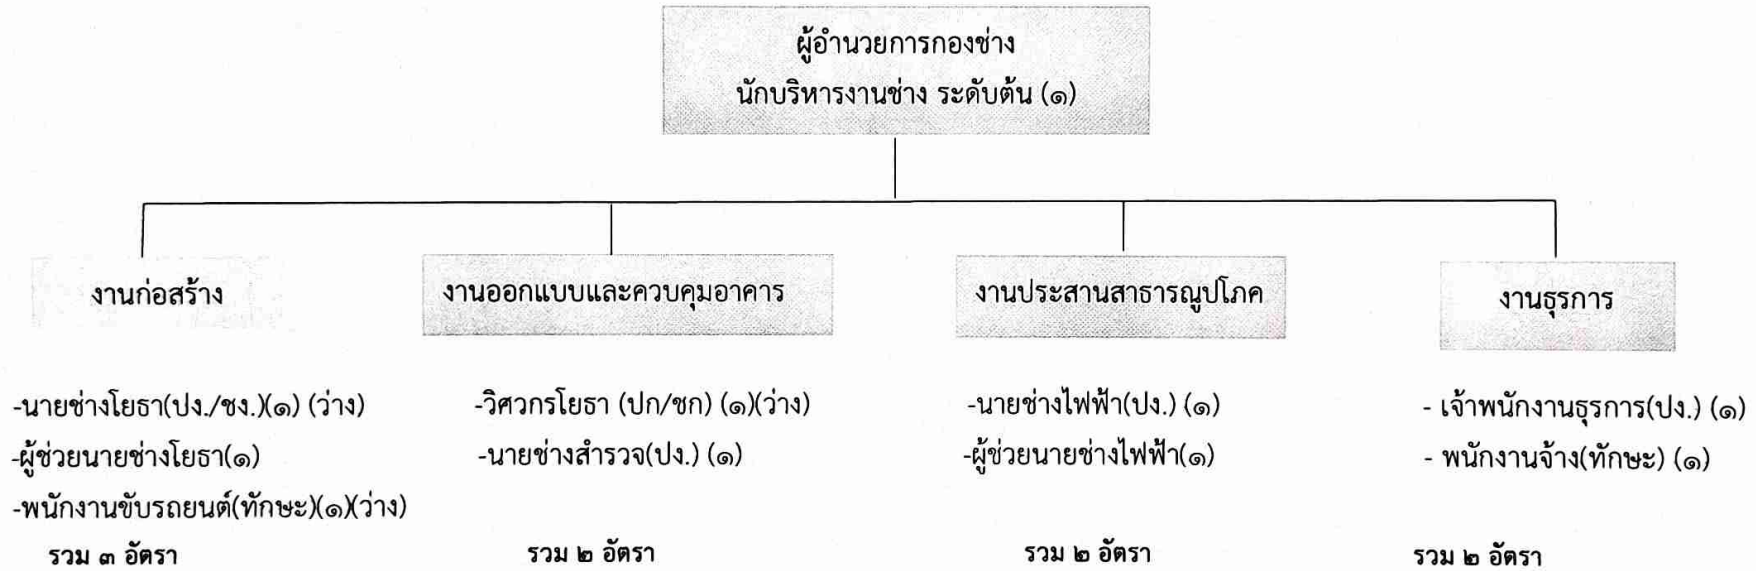 ผู้อำนวยการกองช่าง
นักบริหารงานช่าง ระดับต้น (๑)
งานก่อสร้าง
-นายช่างโยธา(ปง./ชง.)(๑) (ว่าง)
-ผู้ช่วยนายช่างโยธา(๑)
-พนักงานขับรถยนต์(ทักษะ)(๑)(ว่าง)
รวม ๓ อัตรา
งานออกแบบและควบคุมอาคาร
-วิศวกรโยธา (ปก/ชก) (๑)(ว่าง)
-นายช่างสำรวจ(ปง.) (๑)
รวม ๒ อัตรา
งานประสานสาธารณูปโภค
-นายช่างไฟฟ้า(ปง.) (๑)
-ผู้ช่วยนายช่างไฟฟ้า(๑)
รวม ๒ อัตรา
งานธุรการ
- เจ้าพนักงานธุรการ(ปง.) (๑)
- พนักงานจ้าง(ทักษะ) (๑)
รวม ๒ อัตรา